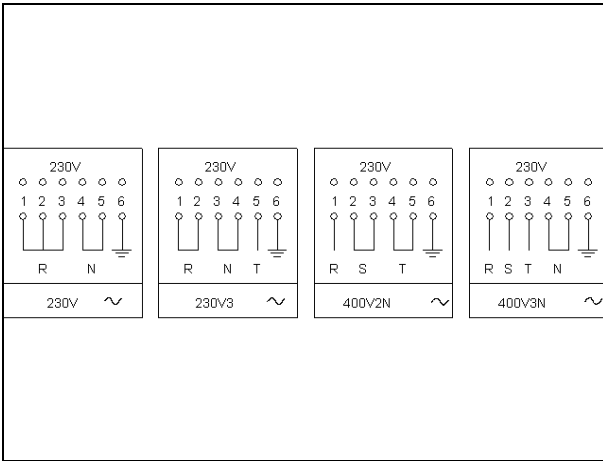 230V
1 2 3 4 5 6
R N
230V
230V
1 2 3 4 5 6
R N T
230V3
230V
1 2 3 4 5 6
R S T
400V2N
230V
1 2 3 4 5 6
R S T N
400V3N